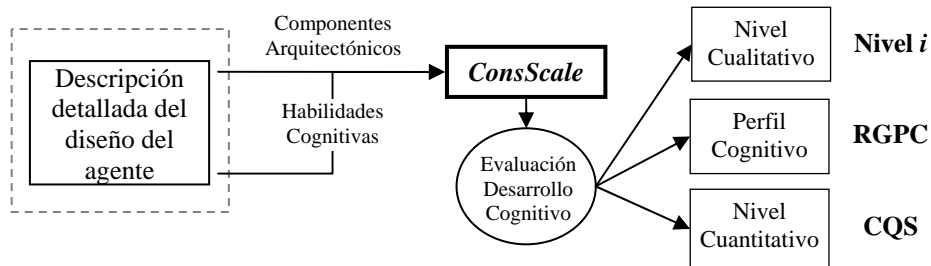 Componentes
Arquitectónicos
Descripción
detallada del
diseño del
agente
Habilidades
Cognitivas
ConsScale
Evaluación
Desarrollo
Cognitivo
Nivel
Cualitativo
Nivel i
Perfil
Cognitivo
RGPC
Nivel
Cuantitativo
CQS